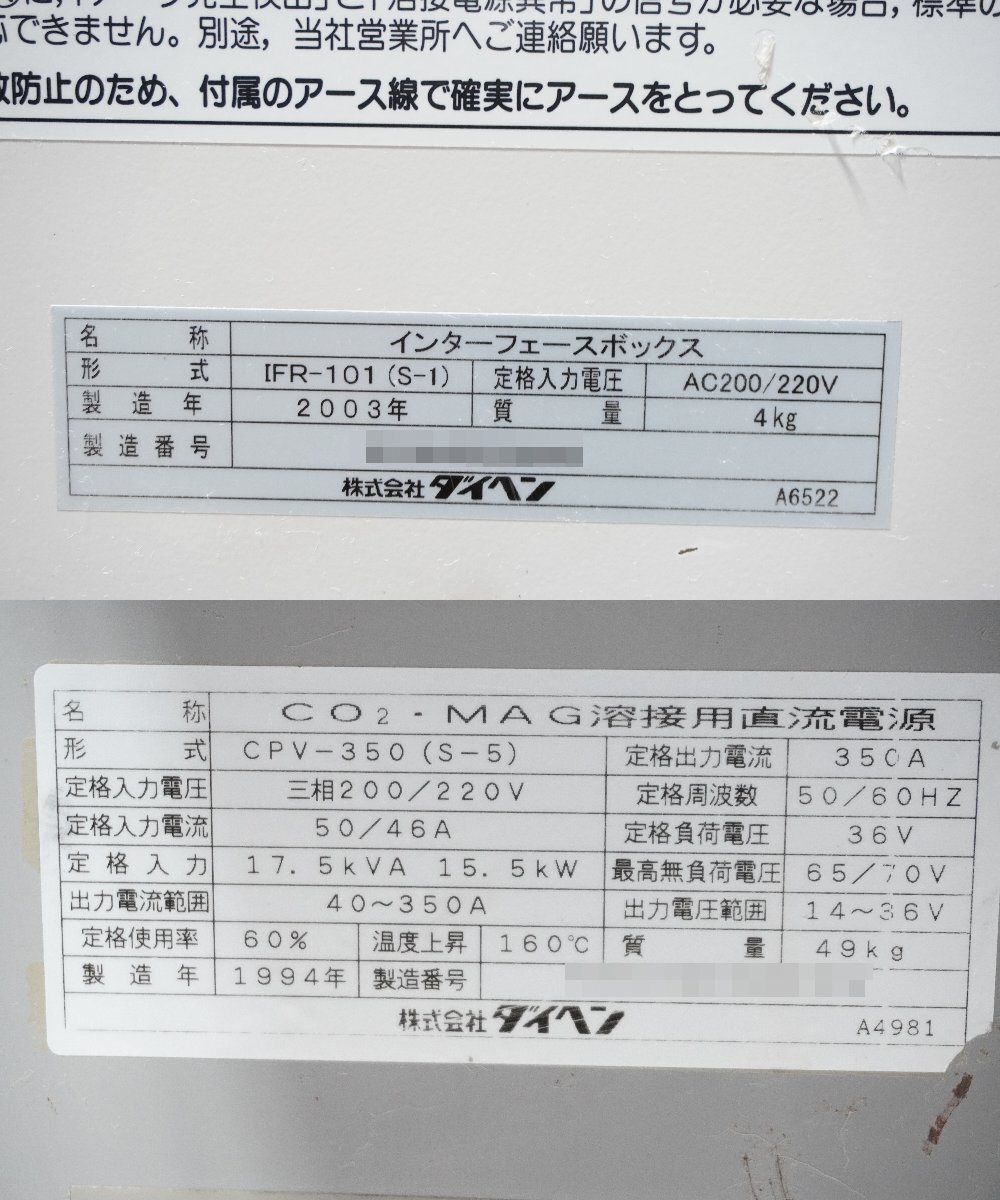 できません。別途，当社営業所へご連絡願います。
防止のため、付属のアース線で確実にアースをとってください。
名称 インターフェースボックス
形式 IFR-101(S-1) 定格入力電圧 AC200/220V
製造年 2003年 質量 4kg
製造番号
株式会社ダイヘン A6522
名称 CO2・MAG溶接用直流電源
形式 CPV-350(S-5) 定格出力電流 350A
定格入力電圧 三相200/220V 定格周波数 50/60HZ
定格入力電流 50/46A 定格負荷電圧 36V
定格入力 17.5kVA 15.5kW 最高無負荷電圧 65/70V
出力電流範囲 40～350A 出力電圧範囲 14～36V
定格使用率 60% 温度上昇 160℃ 質量 49kg
製造年 1994年 製造番号
株式会社ダイヘン A4981